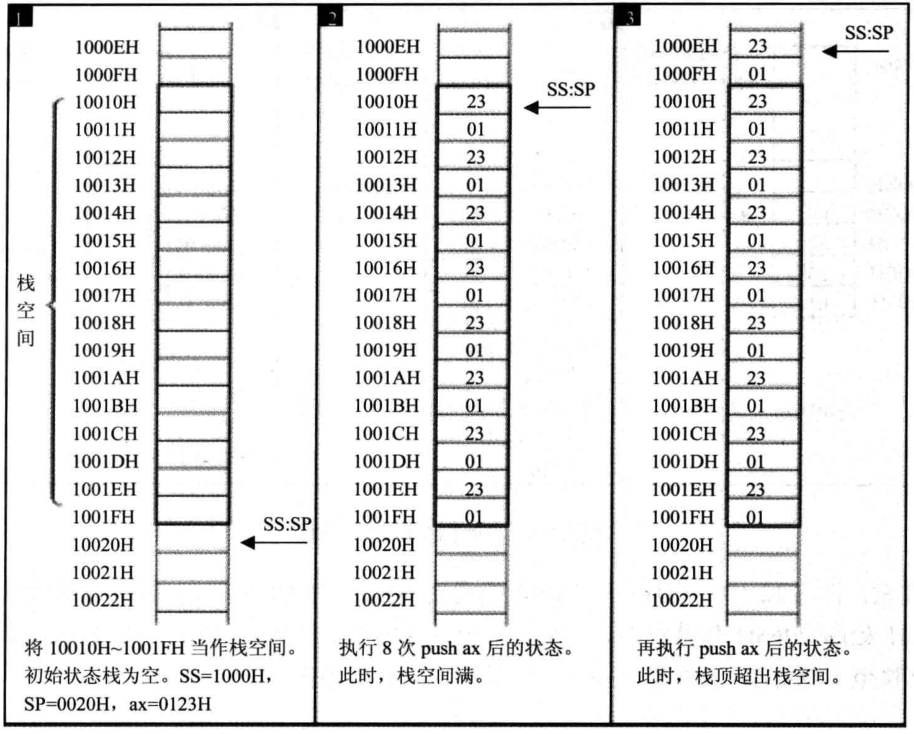 1
1000EH
1000FH
10010H
10011H
10012H
10013H
10014H
10015H
10016H
10017H
10018H
10019H
1001AH
1001BH
1001CH
1001DH
1001EH
1001FH
10020H
10021H
10022H
栈
空
间
SS:SP
将 10010H~1001FH 当作栈空间。
初始状态栈为空。SS=1000H，
SP=0020H，ax=0123H
2
1000EH
1000FH
10010H 23
10011H 01
10012H 23
10013H 01
10014H 23
10015H 01
10016H 23
10017H 01
10018H 23
10019H 01
1001AH 23
1001BH 01
1001CH 23
1001DH 01
1001EH 23
1001FH 01
10020H
10021H
10022H
SS:SP
执行 8 次 push ax 后的状态。
此时，栈空间满。
3
1000EH 23
1000FH 01
10010H 23
10011H 01
10012H 23
10013H 01
10014H 23
10015H 01
10016H 23
10017H 01
10018H 23
10019H 01
1001AH 23
1001BH 01
1001CH 23
1001DH 01
1001EH 23
1001FH 01
10020H
10021H
10022H
SS:SP
再执行 push ax 后的状态。
此时，栈顶超出栈空间。